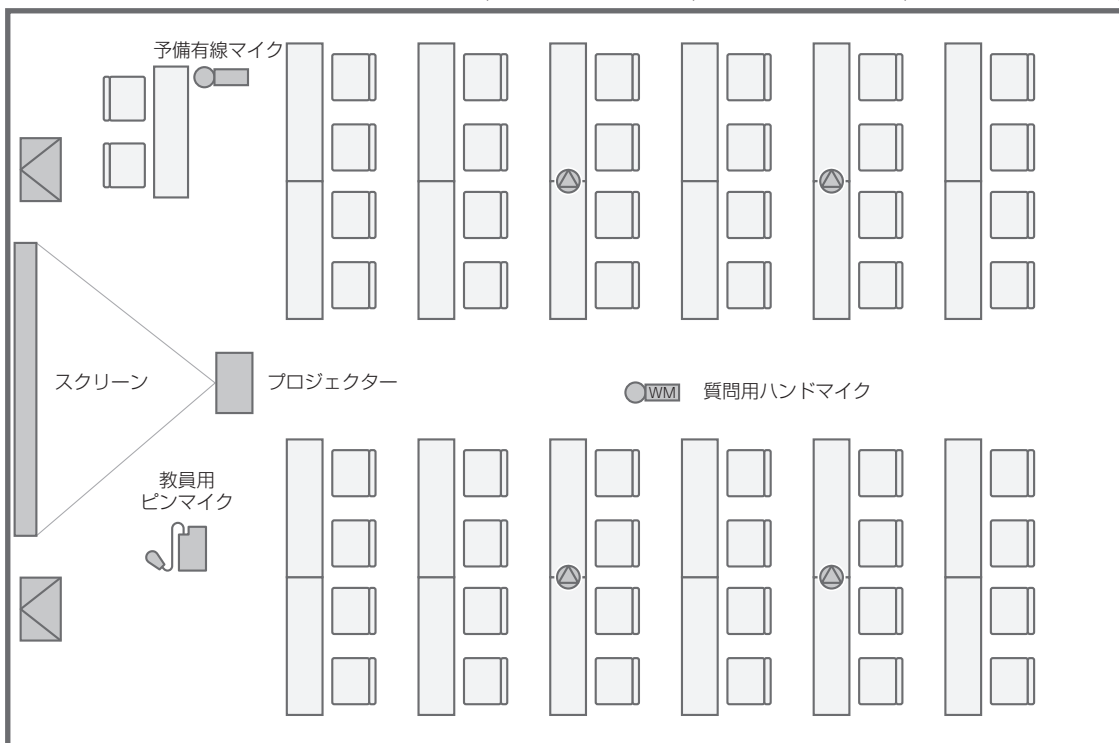 予備有線マイク
スクリーン
プロジェクター
WM
質問用ハンドマイク
教員用
ピンマイク